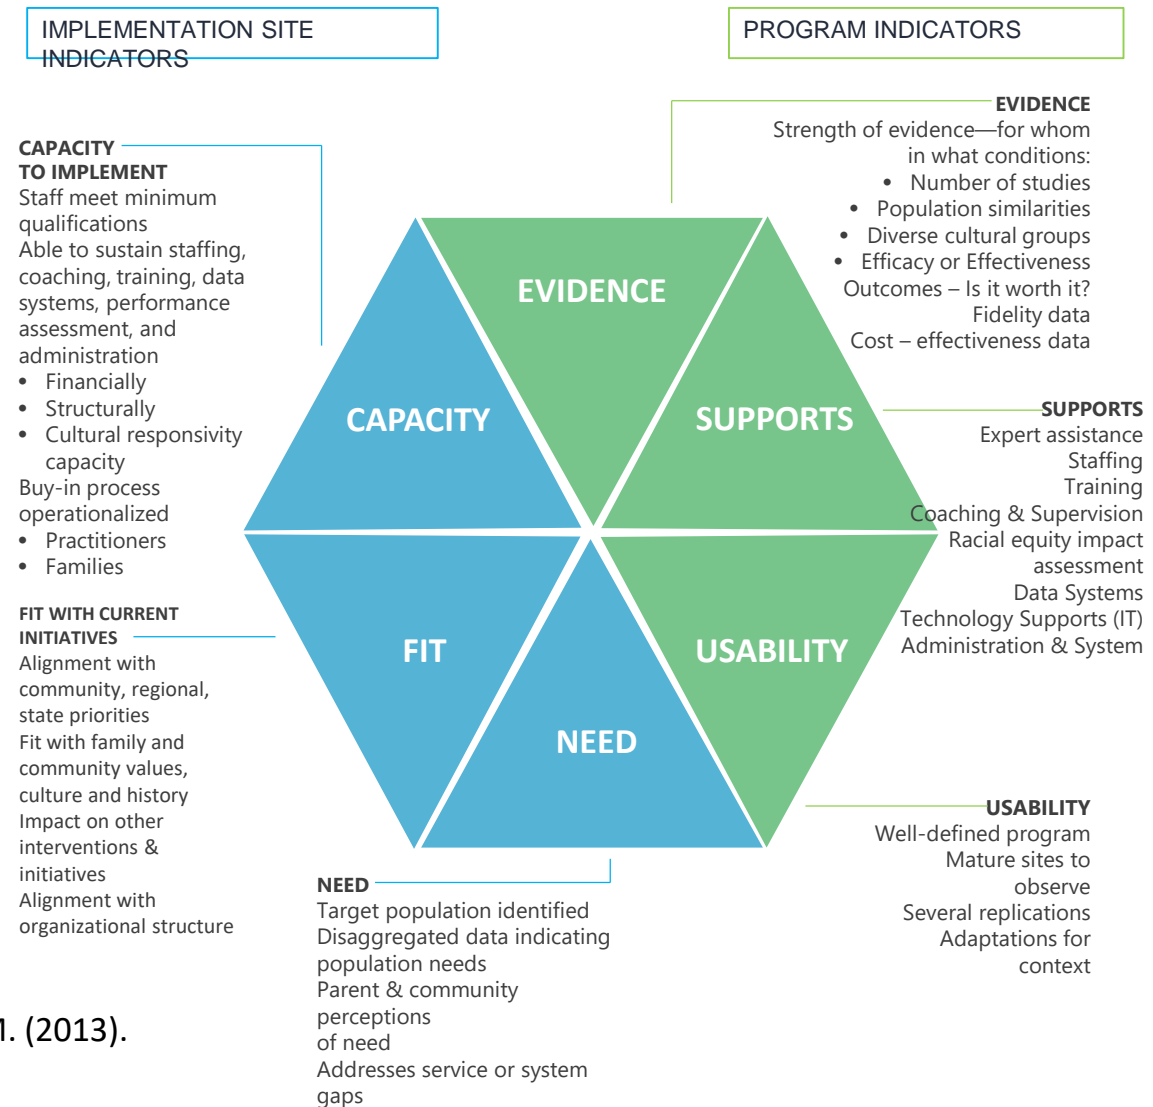 IMPLEMENTATION SITE
INDICATORS
PROGRAM INDICATORS
CAPACITY
TO IMPLEMENT
Staff meet minimum
qualifications
Able to sustain staffing,
coaching, training, data
systems, performance
assessment, and
administration
• Financially
• Structurally
• Cultural responsivity
capacity
Buy-in process
operationalized
• Practitioners
• Families
FIT WITH CURRENT
INITIATIVES
Alignment with
community, regional,
state priorities
Fit with family and
community values,
culture and history
Impact on other
interventions &
initiatives
Alignment with
organizational structure
EVIDENCE
CAPACITY
SUPPORTS
FIT
USABILITY
NEED
EVIDENCE
Strength of evidence—for whom
in what conditions:
• Number of studies
• Population similarities
• Diverse cultural groups
• Efficacy or Effectiveness
Outcomes – Is it worth it?
Fidelity data
Cost – effectiveness data
SUPPORTS
Expert assistance
Staffing
Training
Coaching & Supervision
Racial equity impact
assessment
Data Systems
Technology Supports (IT)
Administration & System
USABILITY
Well-defined program
Mature sites to
observe
Several replications
Adaptations for
context
NEED
Target population identified
Disaggregated data indicating
population needs
Parent & community
perceptions
of need
Addresses service or system
gaps
M. (2013).